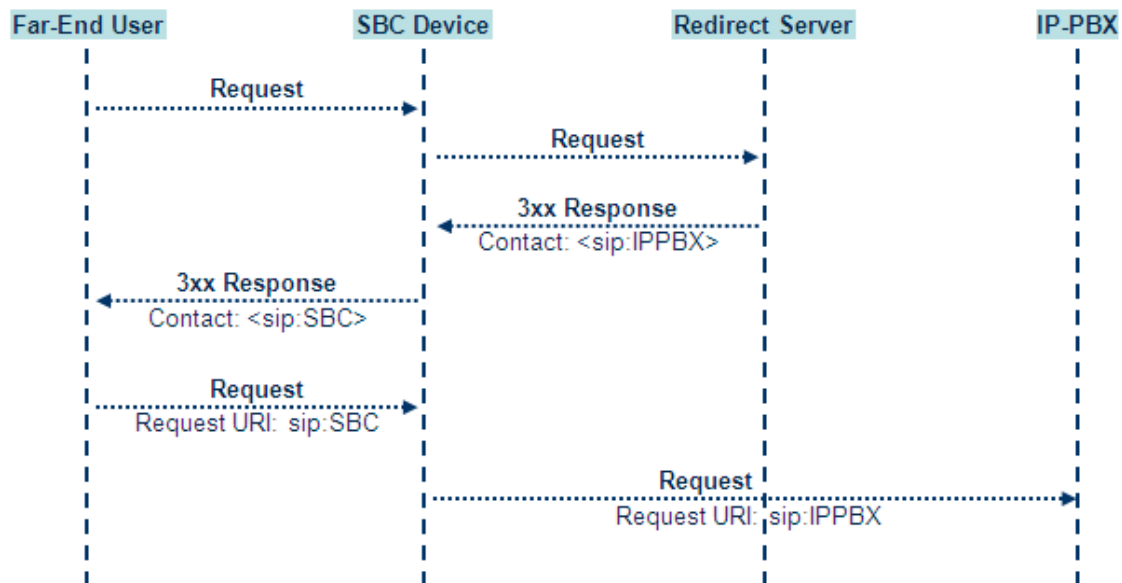 Far-End User
SBC Device
Redirect Server
IP-PBX
Request
Request
3xx Response
Contact: <sip:IPPBX>
3xx Response
Contact: <sip:SBC>
Request
Request URI: sip:SBC
Request
Request URI: sip:IPPBX